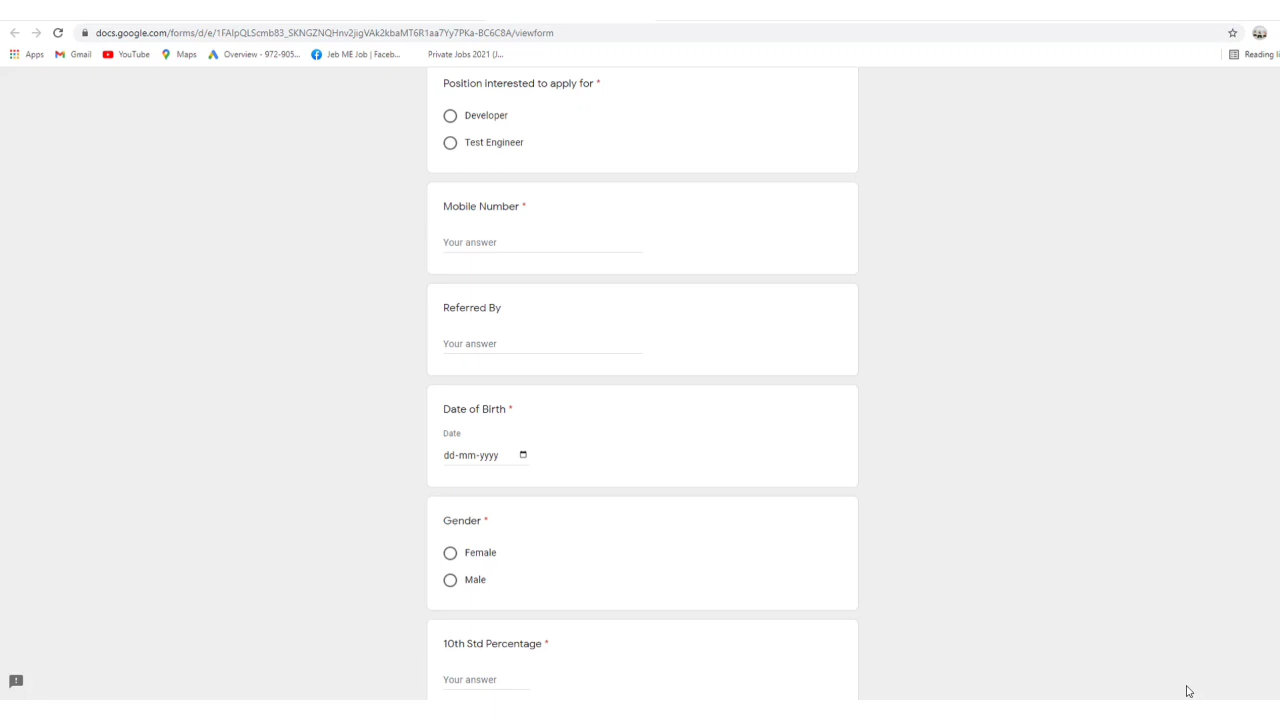 docs.google.com/forms/d/e/1FAIpQLScmb83_SKNGZNQHnv2jigVAk2kbaMT6R1aa7Yy7PKa-BC6C8A/viewform
Apps Gmail YouTube Maps Overview - 972-905... Jeb ME Job | Faceb... Private Jobs 2021 (J... Reading li
Position interested to apply for *
Developer
Test Engineer
Mobile Number *
Your answer
Referred By
Your answer
Date of Birth *
Date
dd-mm-yyyy
Gender *
Female
Male
10th Std Percentage *
Your answer